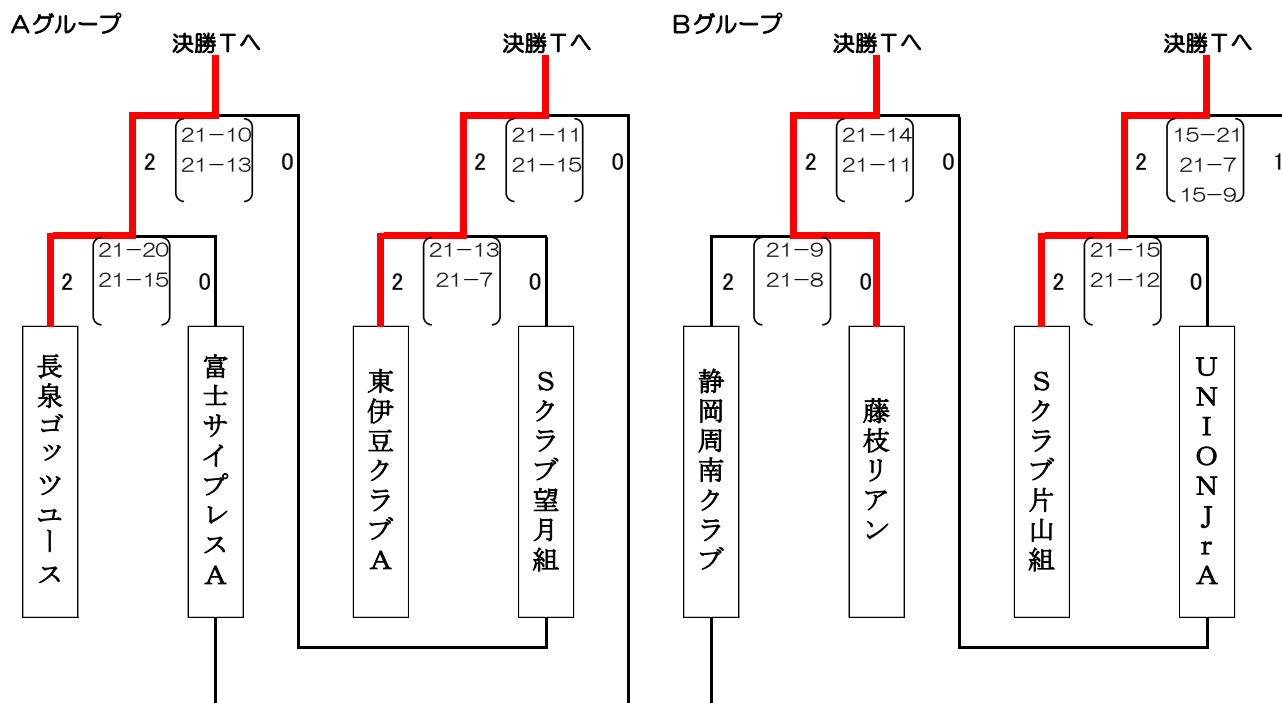 Aグループ
Bグループ
決勝Tへ
決勝Tへ
決勝Tへ
決勝Tへ
2
21-10
21-13
0
2
21-11
21-15
0
2
21-14
21-11
0
2
15-21
21-7
15-9
1
2
21-20
21-15
0
2
21-13
21-7
0
2
21-9
21-8
0
2
21-15
21-12
0
長泉ゴッツユース
富士サイプレスA
東伊豆クラブA
Sクラブ望月組
静岡周南クラブ
藤枝リアン
Sクラブ片山組
UNIONJrA